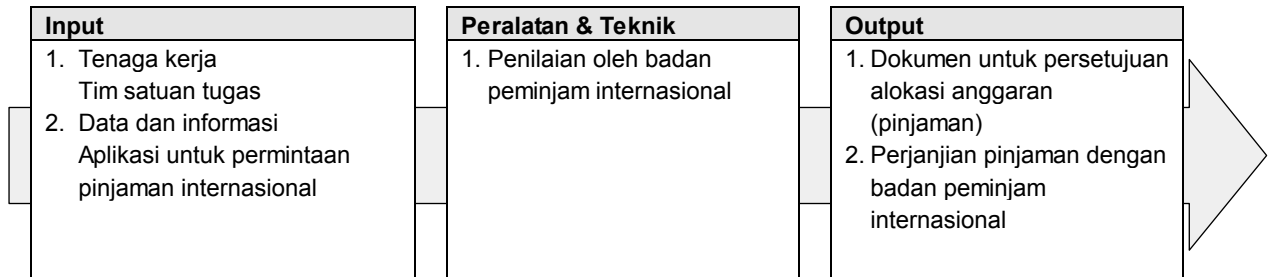 Input
1. Tenaga kerja
Tim satuan tugas
2. Data dan informasi
Aplikasi untuk permintaan
pinjaman internasional
Peralatan & Teknik
1. Penilaian oleh badan
peminjam internasional
Output
1. Dokumen untuk persetujuan
alokasi anggaran
(pinjaman)
2. Perjanjian pinjaman dengan
badan peminjam
internasional